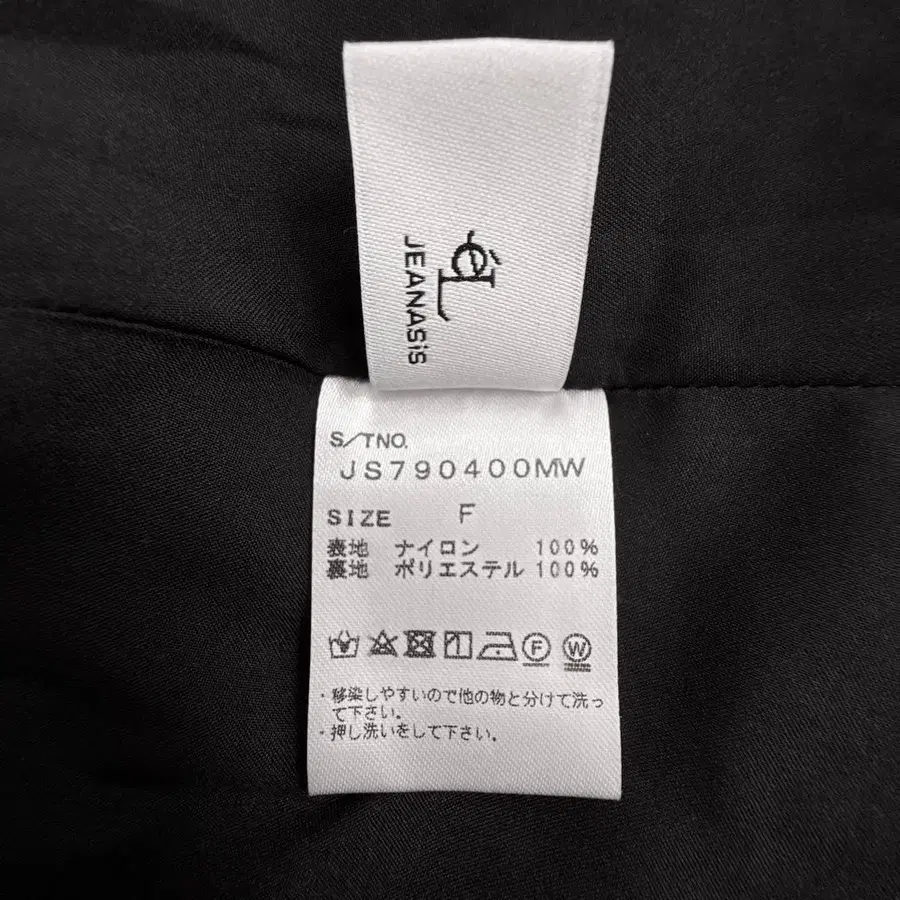 éL
JEANASiS
S/TNO.
JS790400MW
SIZE F
表地 ナイロン 100%
裏地 ポリエステル 100%
F W
・移染しやすいので他の物と分けて洗っ
て下さい。
・押し洗いをして下さい。